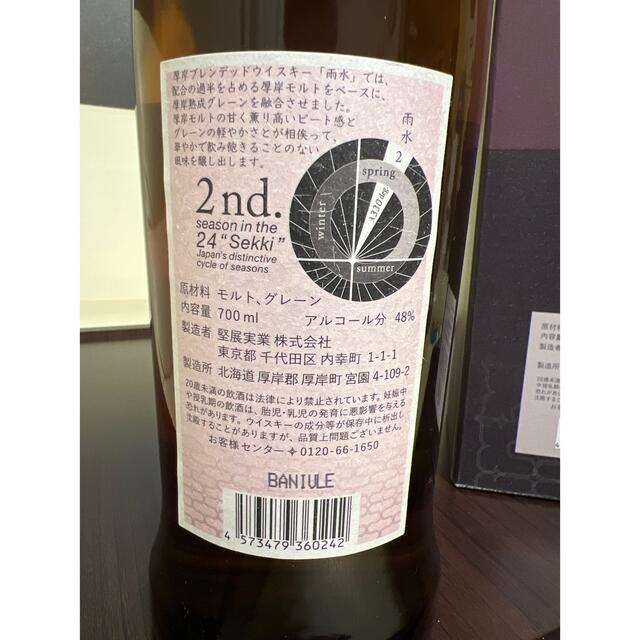 厚岸ブレンデッドウイスキー「雨水」では、
配合の過半を占める厚岸モルトをベースに、
厚岸熟成グレーンを融合させました。
厚岸モルトの甘く薫り高いピート感と
グレーンの軽やかさとが相俟って、
華やかで飲み飽きることのない
風味を醸し出します。
雨水
2
spring
λ330 deg.
winter
summer
2nd.
season in the
24 “Sekki”
Japan's distinctive
cycle of seasons
原材料 モルト、グレーン
内容量 700 ml アルコール分 48%
製造者 堅展実業 株式会社
東京都 千代田区 内幸町 1-1-1
製造所 北海道 厚岸郡 厚岸町 宮園 4-109-2
20歳未満の飲酒は法律により禁止されています。妊娠中
や授乳期の飲酒は、胎児・乳児の発育に悪影響を与える
恐れがあります。ウイスキーの成分等が保存中に析出し
沈殿することがありますが、品質上問題ございません。
お客様センター✧0120-66-1650
BANIVLE
4 573479 360242
原材料
内容量
製造者
製造所